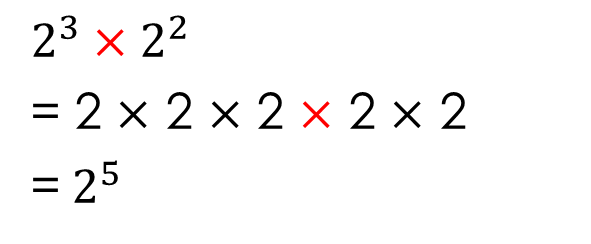 2³ × 2²
= 2 × 2 × 2 × 2 × 2
= 2⁵